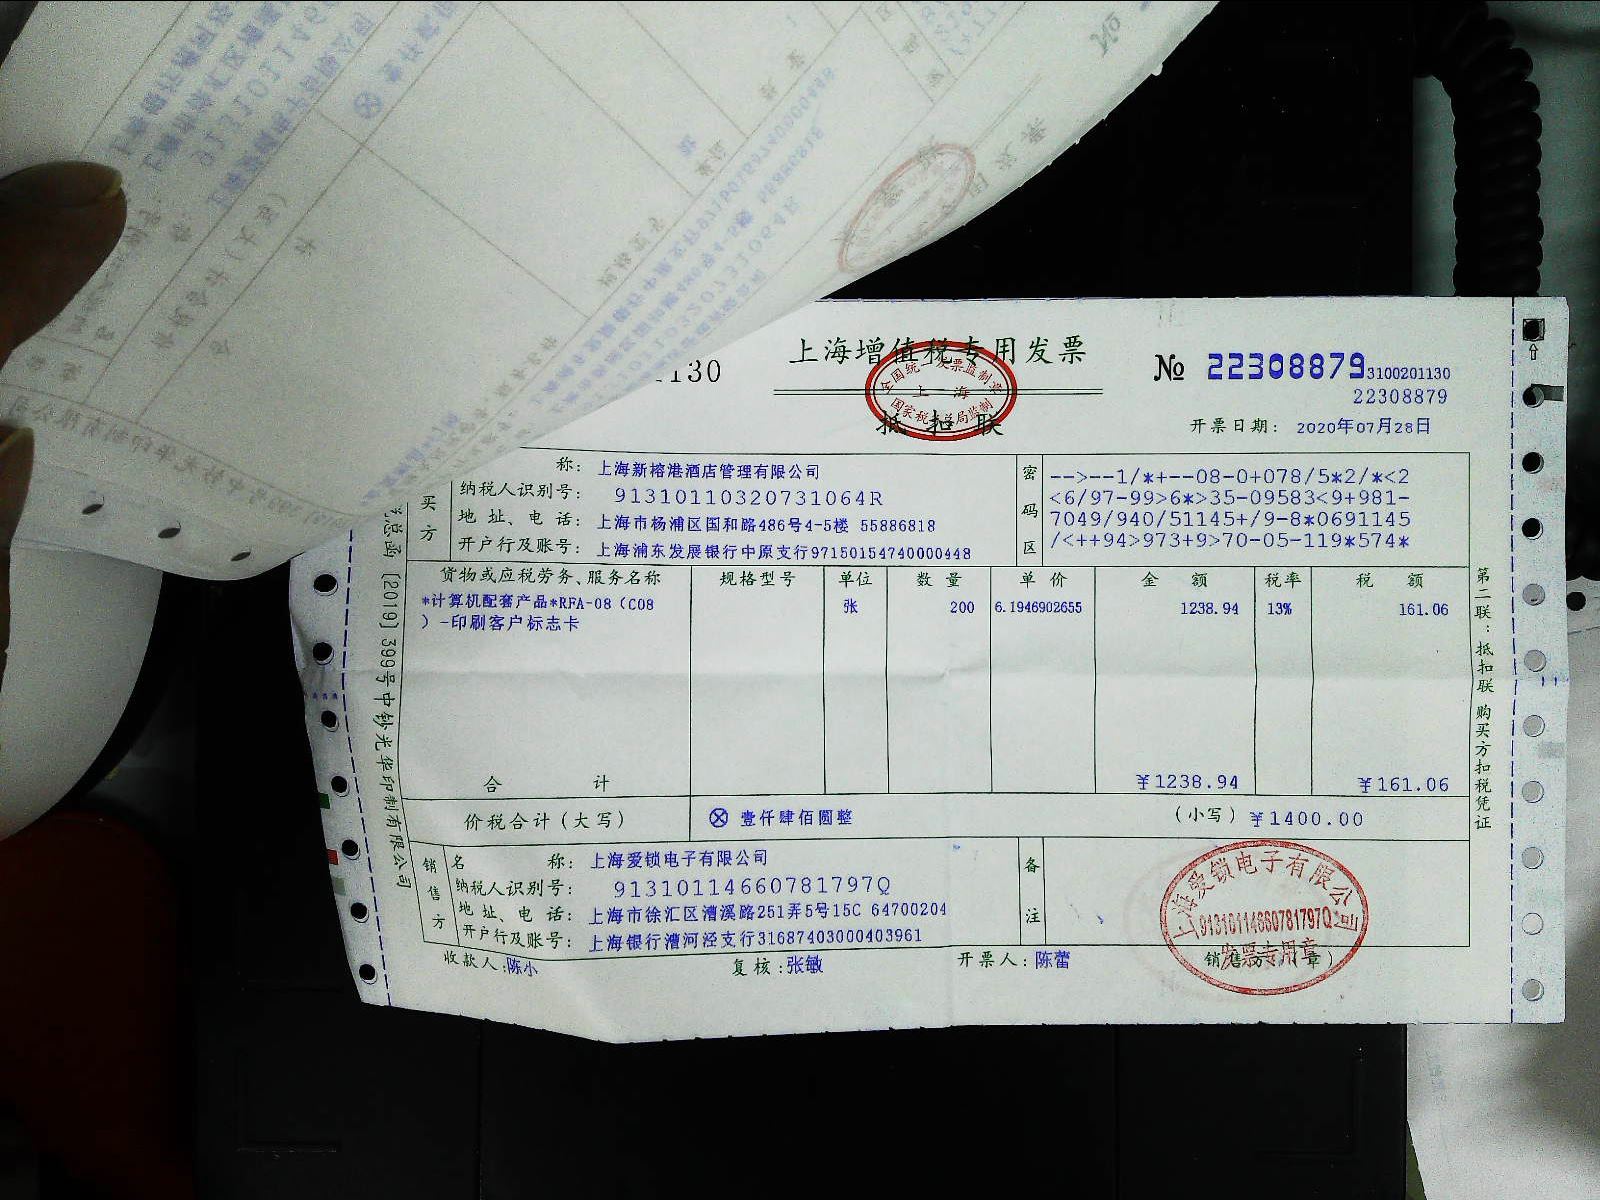 1130
上海增值税专用发票
全国统一发票监制章
上海
国家税务总局监制
抵扣联
№ 22308879
3100201130
22308879
开票日期: 2020年07月28日
购买方扣税凭证
第二联:抵扣联
[2019] 399号中钞光华印制有限公司
买方
称: 上海新榕港酒店管理有限公司
纳税人识别号: 91310110320731064R
地址、电话: 上海市杨浦区国和路486号4-5楼 55886818
开户行及账号: 上海浦东发展银行中原支行97150154740000448
密码区
-->---1/*+--08-0+078/5*2/*<2
<6/97-99>6*>35-09583<9+981-
7049/940/51145+/9-8*0691145
/<++94>973+9>70-05-119*574*
货物或应税劳务、服务名称 规格型号 单位 数量 单价 金额 税率 税额
*计算机配套产品*RFA-08（C08 张 200 6.1946902655 1238.94 13% 161.06
）-印刷客户标志卡
合计 ¥1238.94 ¥161.06
价税合计（大写） ⊗壹仟肆佰圆整 （小写）¥1400.00
销售方
名称: 上海爱锁电子有限公司
纳税人识别号: 91310114660781797Q
地址、电话: 上海市徐汇区漕溪路251弄5号15C 64700204
开户行及账号: 上海银行漕河泾支行31687403000403961
备注
上海爱锁电子有限公司
91310114660781797Q
发票专用章
收款人:陈小 复核:张敏 开票人:陈蕾 销售方:（章）